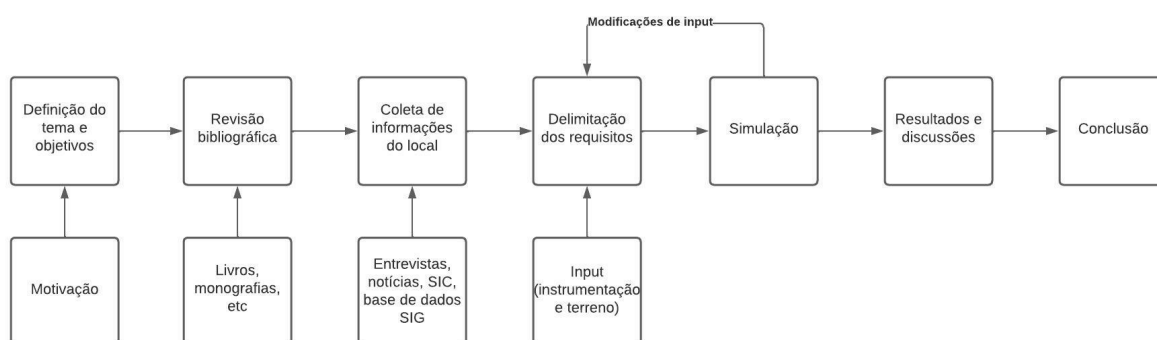 Modificações de input
Definição do
tema e
objetivos
Revisão
bibliográfica
Coleta de
informações
do local
Delimitação
dos requisitos
Simulação
Resultados e
discussões
Conclusão
Motivação
Livros,
monografias,
etc
Entrevistas,
notícias, SIC,
base de dados
SIG
Input
(instrumentação
e terreno)